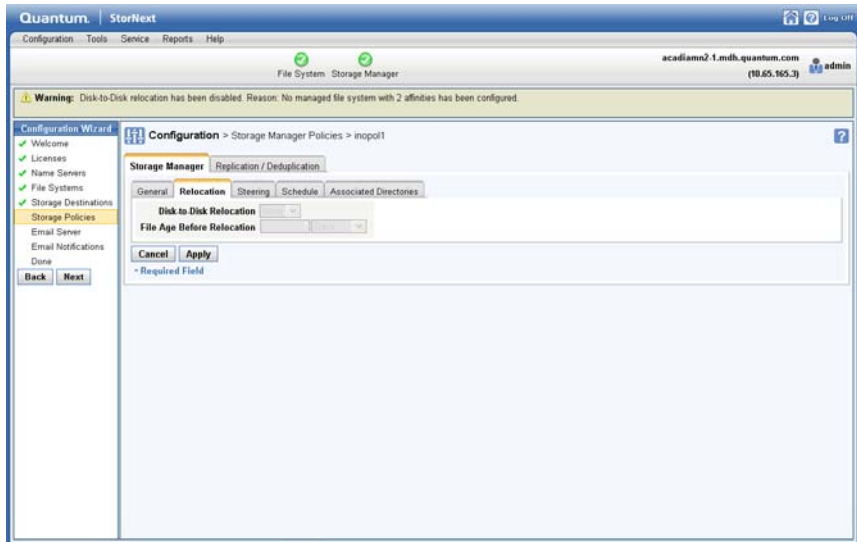 Quantum. | StorNext
Log Off
Configuration Tools Service Reports Help
File System Storage Manager
acadiamn2-1.mdh.quantum.com
(10.65.165.3)
admin
Warning: Disk-to-Disk relocation has been disabled. Reason: No managed file system with 2 affinities has been configured.
Configuration Wizard
Welcome
Licenses
Name Servers
File Systems
Storage Destinations
Storage Policies
Email Server
Email Notifications
Done
Back Next
Configuration > Storage Manager Policies > inopol1
?
Storage Manager Replication / Deduplication
General Relocation Steering Schedule Associated Directories
Disk-to-Disk Relocation
File Age Before Relocation
Cancel Apply
* Required Field